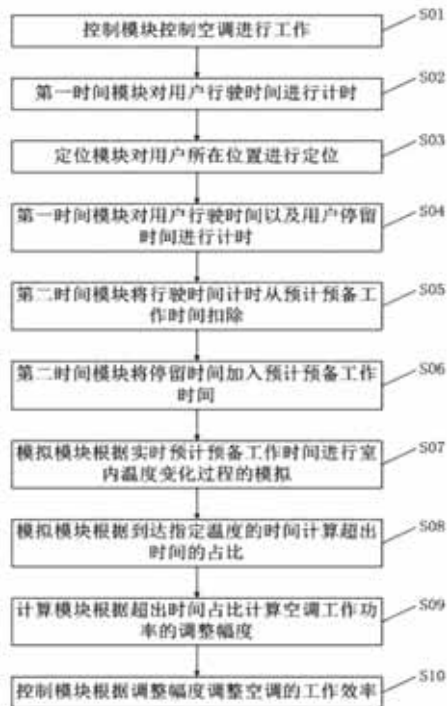 控制模块控制空调进行工作
S01
第一时间模块对用户行驶时间进行计时
S02
定位模块对用户所在位置进行定位
S03
第一时间模块对用户行驶时间以及用户停留
时间进行计时
S04
第二时间模块将行驶时间计时从预计预备工
作时间扣除
S05
第二时间模块将停留时间加入预计预备工作
时间
S06
模拟模块根据实时预计预备工作时间进行室
内温度变化过程的模拟
S07
模拟模块根据到达指定温度的时间计算超出
时间的占比
S08
计算模块根据超出时间占比计算空调工作功
率的调整幅度
S09
控制模块根据调整幅度调整空调的工作效率
S10